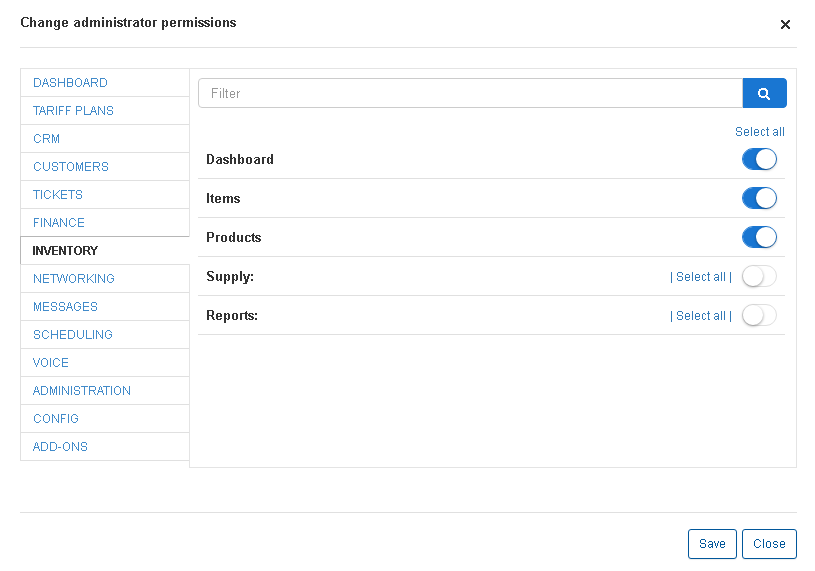 Change administrator permissions
×
DASHBOARD
TARIFF PLANS
CRM
CUSTOMERS
TICKETS
FINANCE
INVENTORY
NETWORKING
MESSAGES
SCHEDULING
VOICE
ADMINISTRATION
CONFIG
ADD-ONS
Filter
Select all
Dashboard
Items
Products
Supply: | Select all |
Reports: | Select all |
Save Close